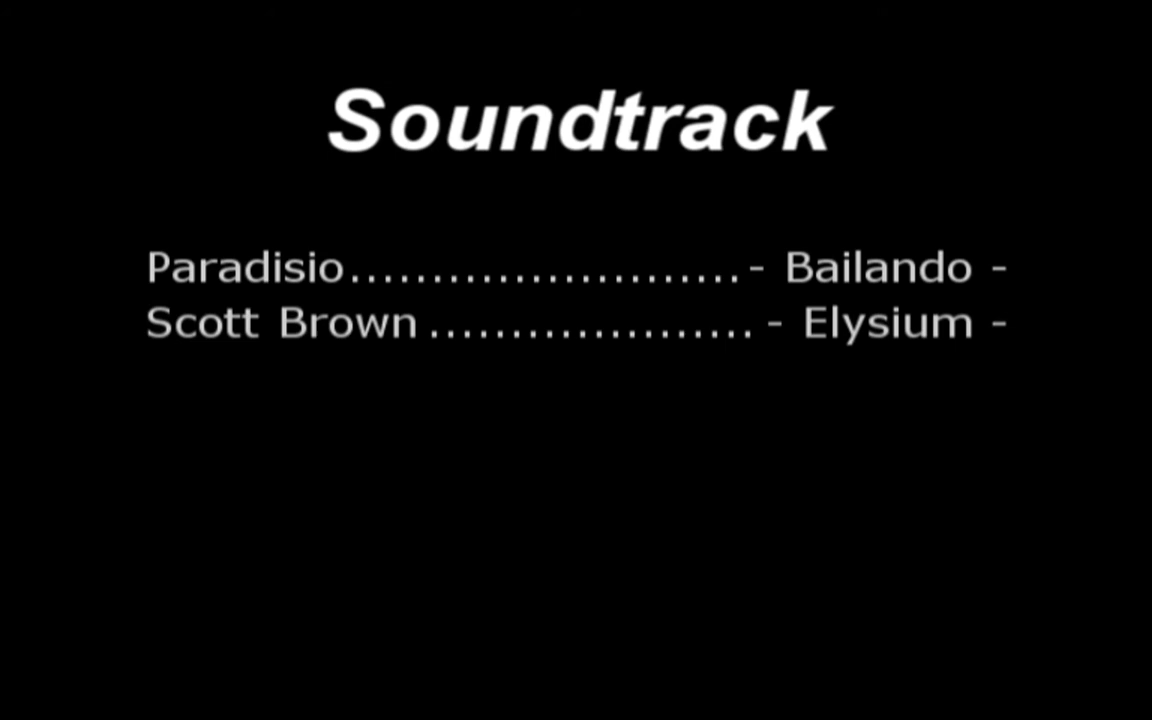 Soundtrack
Paradisio........................- Bailando -
Scott Brown ....................- Elysium -